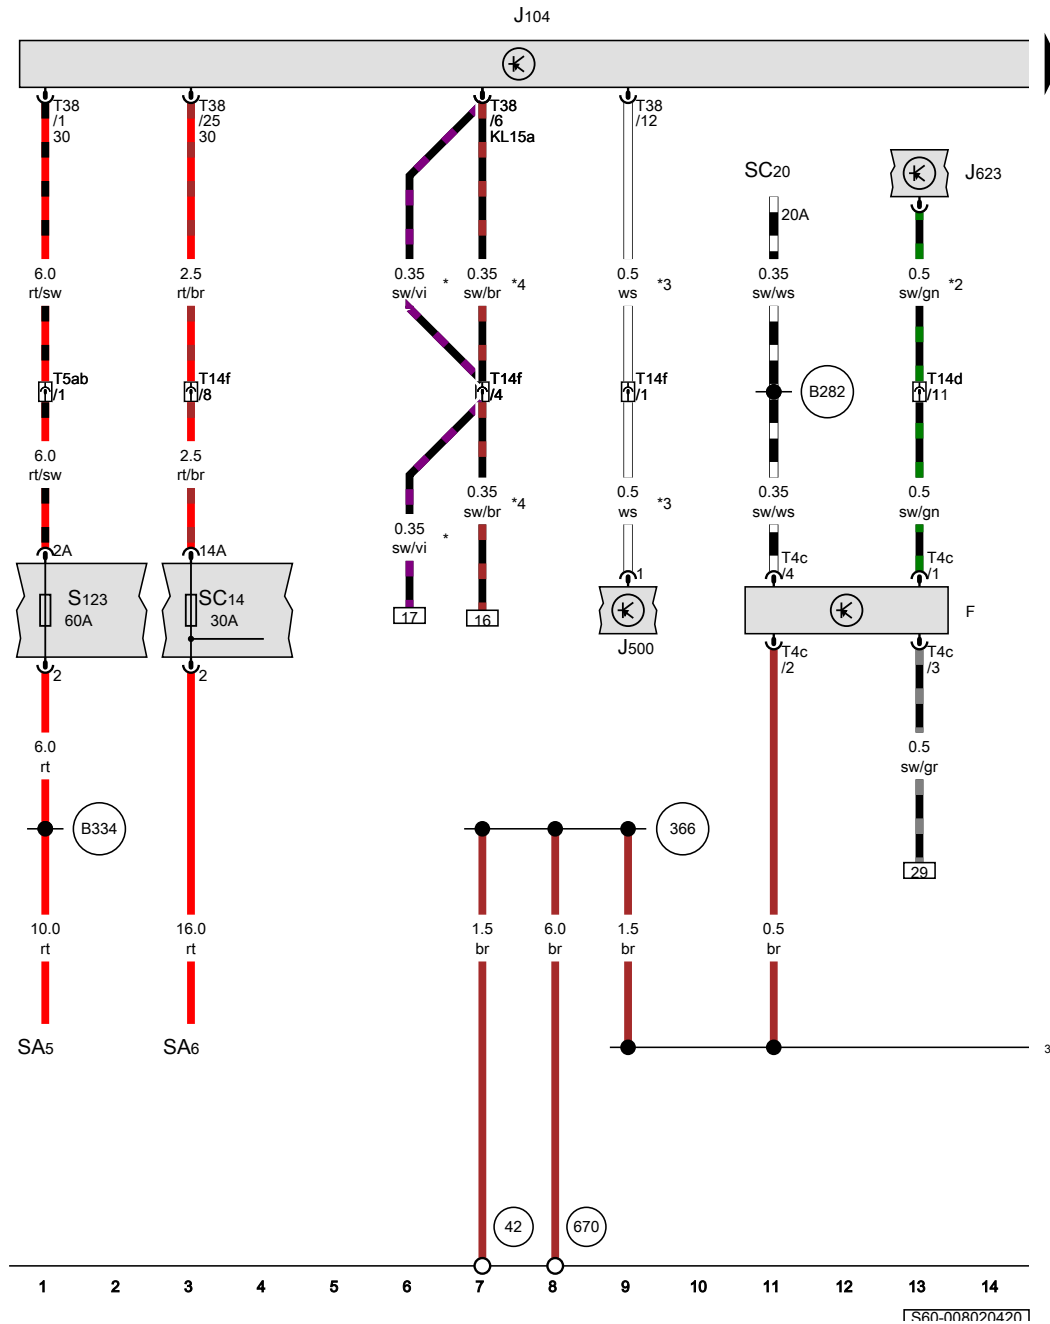 J104
T38
/1
30
T38
/25
30
T38
/6
KL15a
T38
/12
SC20
20A
J623
6.0
rt/sw
2.5
rt/br
0.35
sw/vi
*
0.35
sw/br
*4
0.5
ws
*3
0.35
sw/ws
0.5
sw/gn
*2
T5ab
/1
T14f
/8
T14f
/4
T14f
/1
B282
T14d
/11
6.0
rt/sw
2.5
rt/br
0.35
sw/br
*4
0.5
ws
*3
0.35
sw/ws
0.5
sw/gn
0.35
sw/vi
*
2A
14A
1
T4c
/4
T4c
/1
S123
60A
SC14
30A
17
16
J500
F
2
2
T4c
/2
T4c
/3
6.0
rt
0.5
sw/gr
B334
366
29
10.0
rt
16.0
rt
1.5
br
6.0
br
1.5
br
0.5
br
SA5
SA6
3
42
670
1 2 3 4 5 6 7 8 9 10 11 12 13 14
S60-008020420